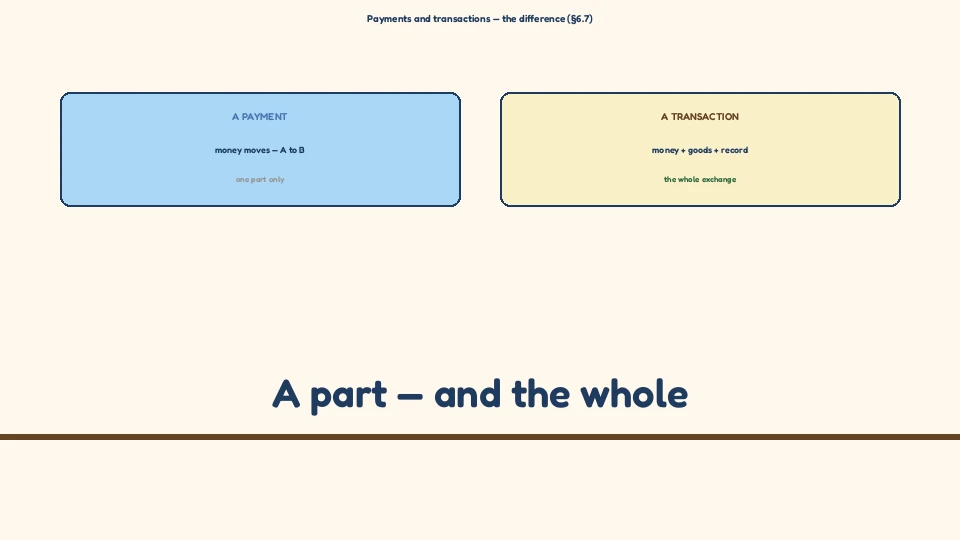 Payments and transactions — the difference (§6.7)
A PAYMENT
money moves — A to B
one part only
A TRANSACTION
money + goods + record
the whole exchange
A part — and the whole